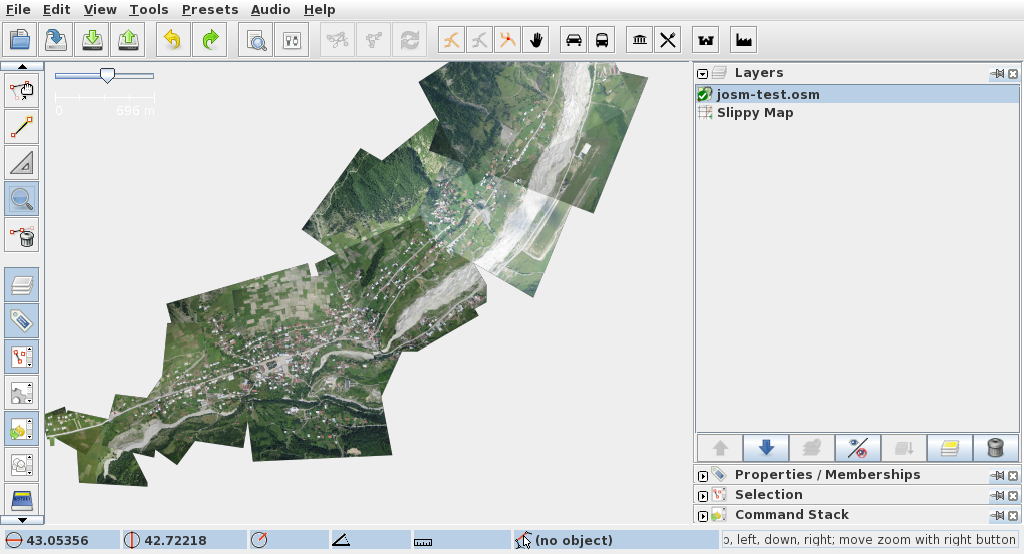 File Edit View Tools Presets Audio Help
0 696 m
Layers
josm-test.osm
Slippy Map
Properties / Memberships
Selection
Command Stack
43.05356 42.72218 (no object) , left, down, right; move zoom with right button